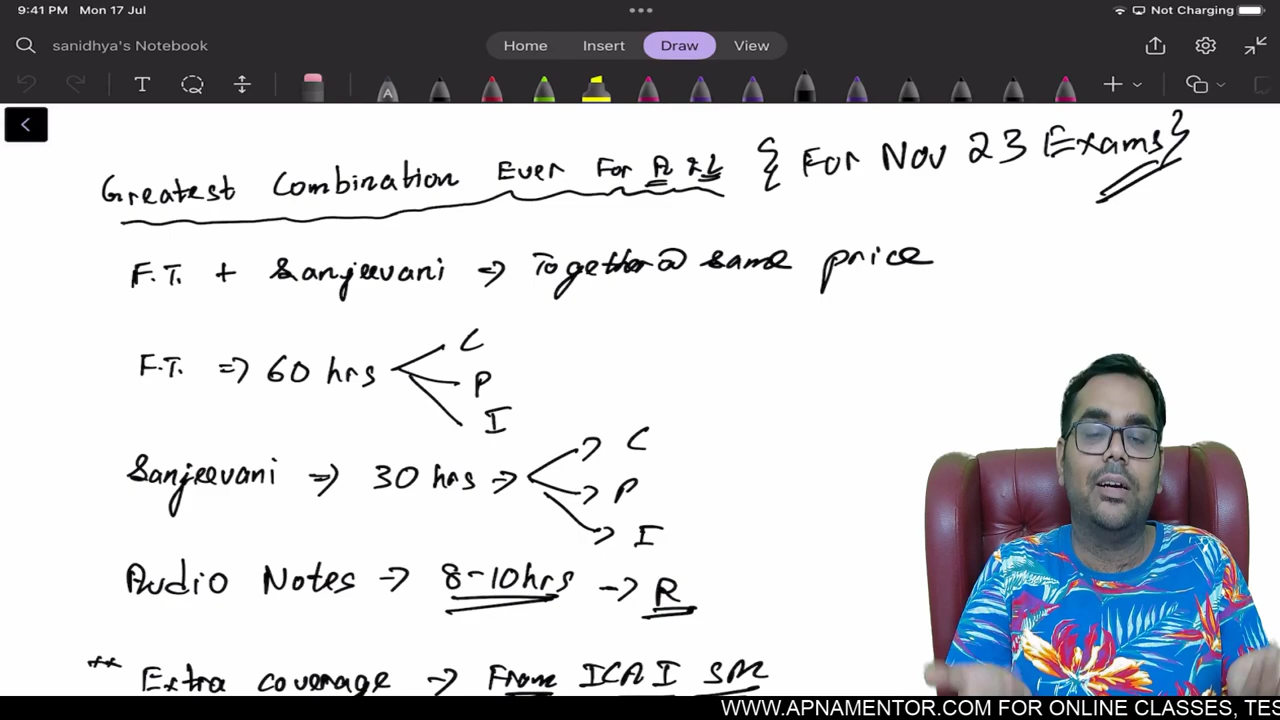 9:41 PM Mon 17 Jul
Not Charging
sanidhya's Notebook
Home Insert Draw View
T
A
Greatest Combination Ever For A & L { For Nov 23 Exams }
F.T. + Sanjeevani => Together @ same price
F.T. => 60 hrs
C
P
I
Sanjeevani => 30 hrs ->
-> C
-> P
-> I
Audio Notes -> 8-10hrs -> R
** Extra coverage -> From ICAI SM
WWW.APNAMENTOR.COM FOR ONLINE CLASSES, TES